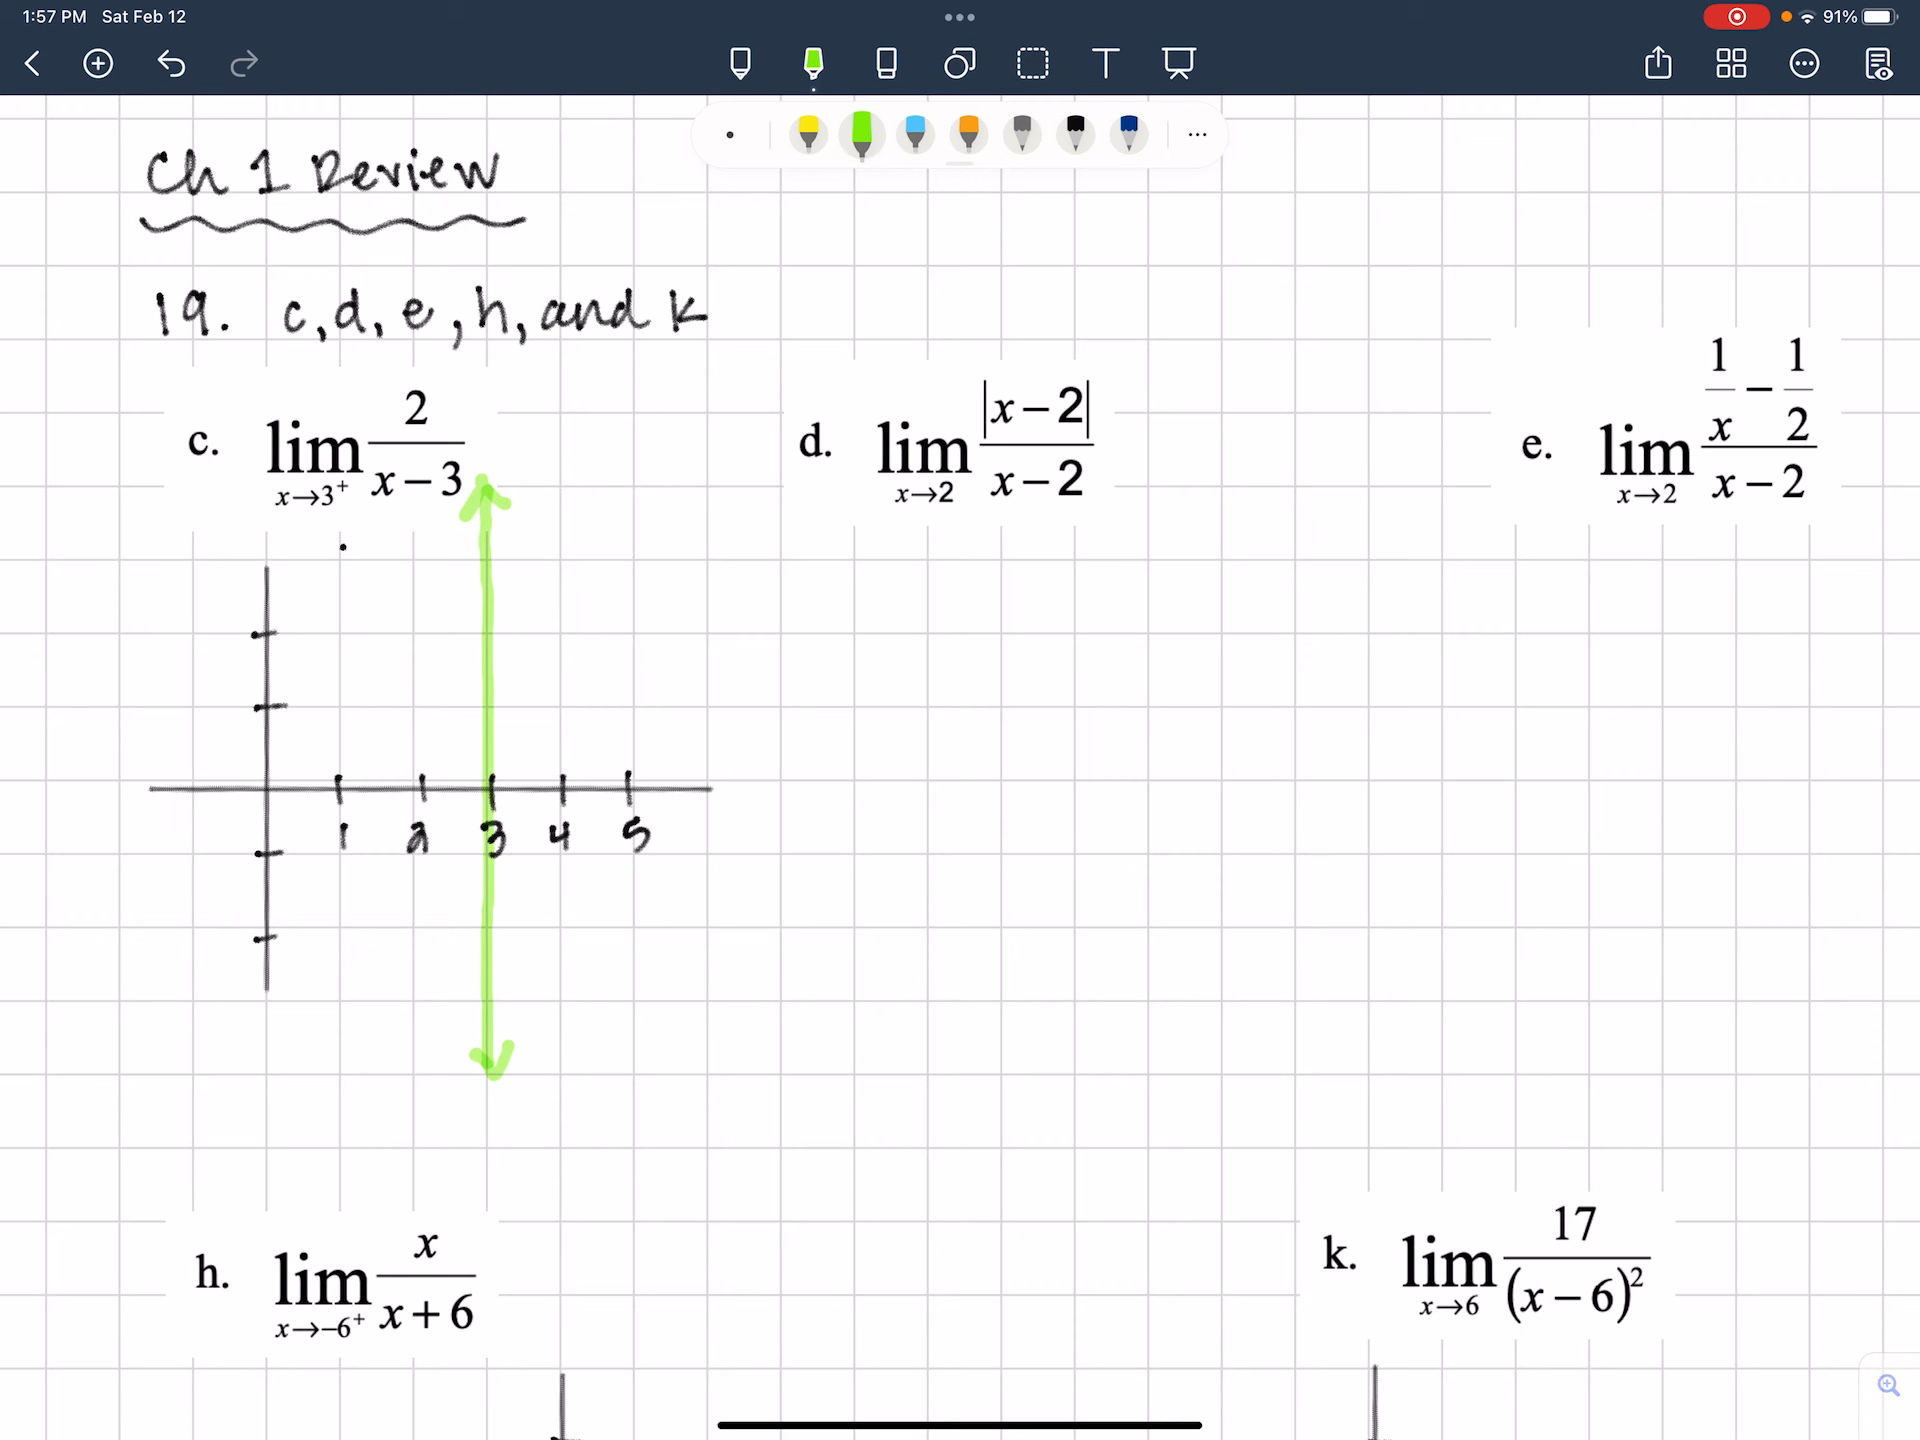 1:57 PM Sat Feb 12
91%
T
Ch 1 Review
19. c, d, e, h, and k
c. lim x→3⁺ 2/(x−3)
d. lim x→2 |x−2|/(x−2)
e. lim x→2 (1/x − 1/2)/(x−2)
1 2 3 4 5
h. lim x→−6⁺ x/(x+6)
k. lim x→6 17/(x−6)²